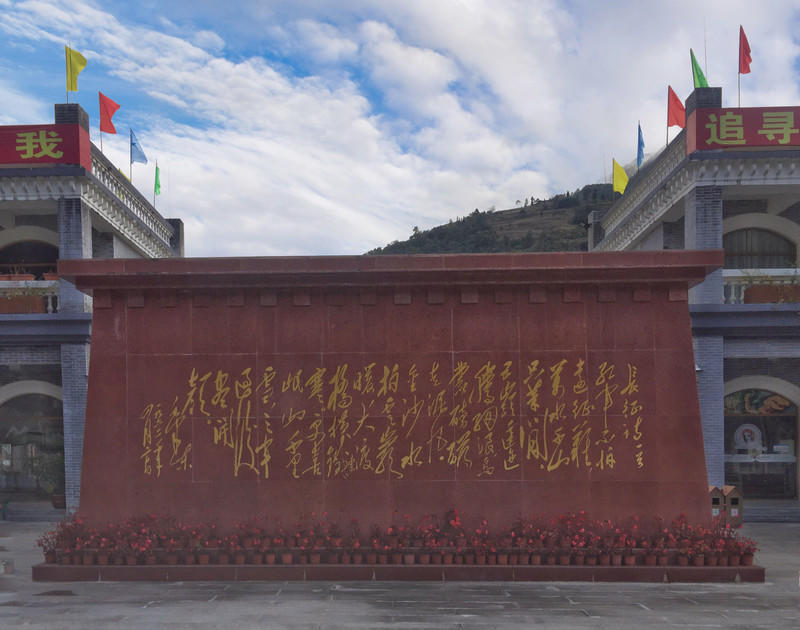 我
追寻
长征诗一首
红军不怕
远征难
万水千山
只等闲
五岭逶迤
腾细浪乌
蒙磅礴
走泥丸
金沙水
拍云崖
暖大渡
橋横铁索
寒更喜
岷山千里
雪三军
过后
尽开
颜
毛泽东